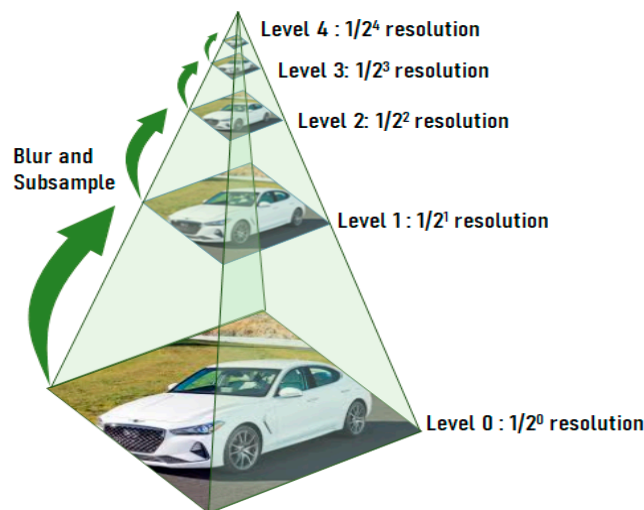 Level 4 : 1/2⁴ resolution
Level 3: 1/2³ resolution
Level 2: 1/2² resolution
Blur and
Subsample
Level 1 : 1/2¹ resolution
Level 0 : 1/2⁰ resolution